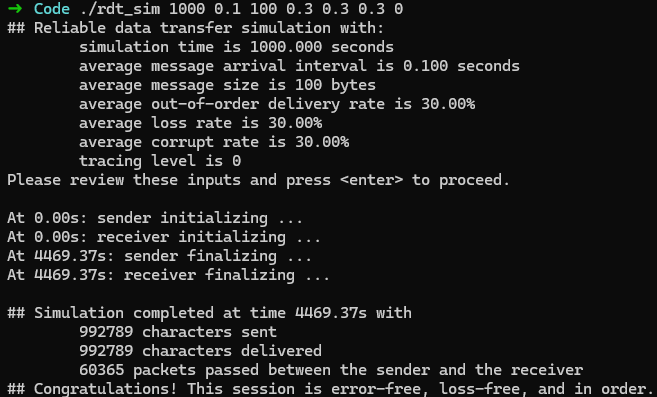 → Code ./rdt_sim 1000 0.1 100 0.3 0.3 0.3 0
## Reliable data transfer simulation with:
simulation time is 1000.000 seconds
average message arrival interval is 0.100 seconds
average message size is 100 bytes
average out-of-order delivery rate is 30.00%
average loss rate is 30.00%
average corrupt rate is 30.00%
tracing level is 0
Please review these inputs and press <enter> to proceed.
At 0.00s: sender initializing ...
At 0.00s: receiver initializing ...
At 4469.37s: sender finalizing ...
At 4469.37s: receiver finalizing ...
## Simulation completed at time 4469.37s with
992789 characters sent
992789 characters delivered
60365 packets passed between the sender and the receiver
## Congratulations! This session is error-free, loss-free, and in order.